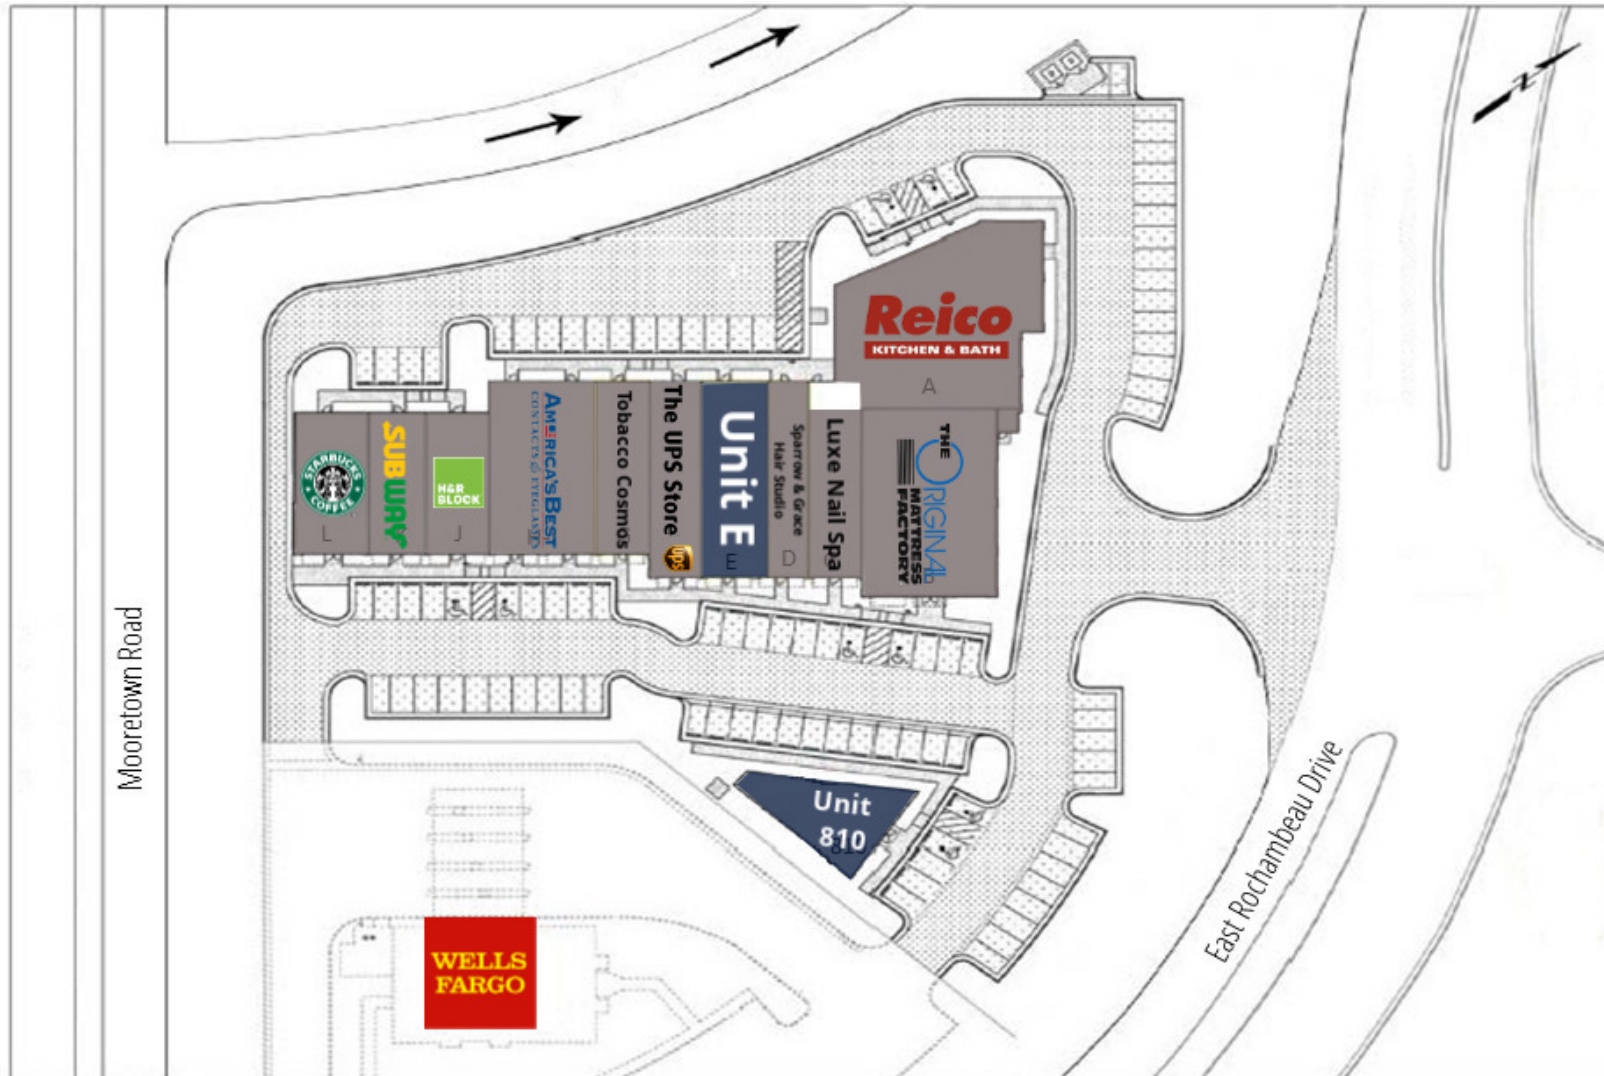 N
Reico
KITCHEN & BATH
A
THE
ORIGINAL
MATTRESS
FACTORY
STARBUCKS
COFFEE
L
SUBWAY
H&R
BLOCK
J
AMERICA'S BEST
CONTACTS & EYEGLASSES
Tobacco Cosmos
The UPS Store
ups
Unit E
E
Sparrow & Grace
Hair Studio
D
Luxe Nail Spa
Mooretown Road
Unit
810
East Rochambeau Drive
WELLS
FARGO